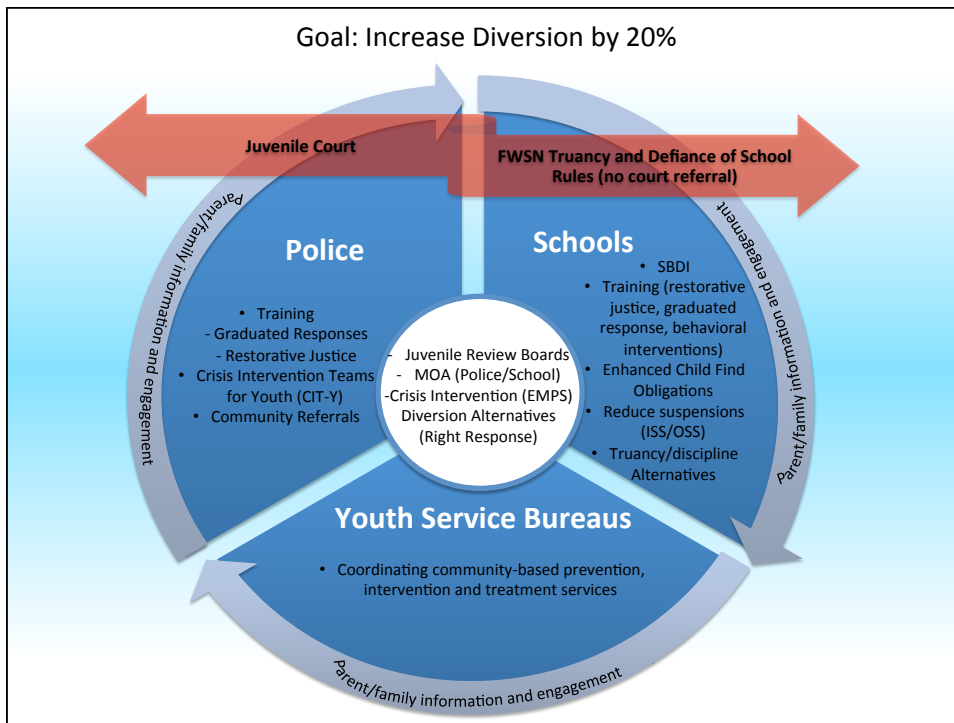 Goal: Increase Diversion by 20%
Juvenile Court
FWSN Truancy and Defiance of School
Rules (no court referral)
Parent/family information and engagement
Parent/family information and engagement
Police
• Training
- Graduated Responses
- Restorative Justice
• Crisis Intervention Teams
for Youth (CIT-Y)
• Community Referrals
Schools
• SBDI
• Training (restorative
justice, graduated
response, behavioral
interventions)
• Enhanced Child Find
Obligations
• Reduce suspensions
(ISS/OSS)
• Truancy/discipline
Alternatives
- Juvenile Review Boards
- MOA (Police/School)
-Crisis Intervention (EMPS)
Diversion Alternatives
(Right Response)
Youth Service Bureaus
• Coordinating community-based prevention,
intervention and treatment services
Parent/family information and engagement